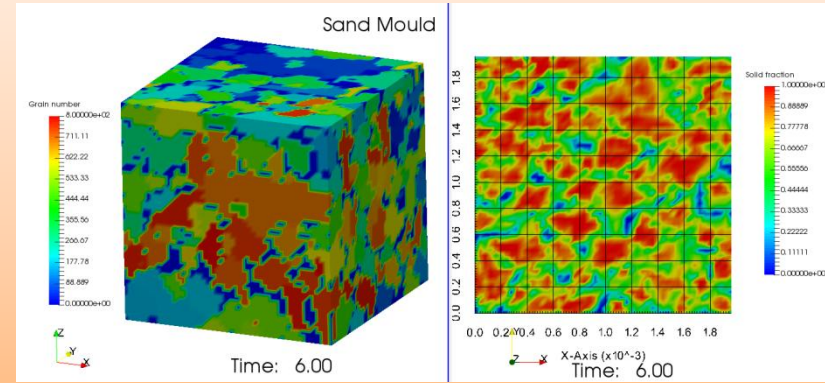 Sand Mould
Grain number
8.00000e+02
711.11
622.22
533.33
444.44
355.56
266.67
177.78
88.889
0.00000e+00
Z
Y
X
Time: 6.00
Solid fraction
1.00000e+00
0.88889
0.77778
0.66667
0.55556
0.44444
0.33333
0.22222
0.11111
0.00000e+00
1.8
1.6
1.4
1.2
1.0
0.8
0.6
0.4
0.2
0.0
0.0 0.2 0.4 0.6 0.8 1.0 1.2 1.4 1.6 1.8
Y
Z X
X-Axis (x10^-3)
Time: 6.00